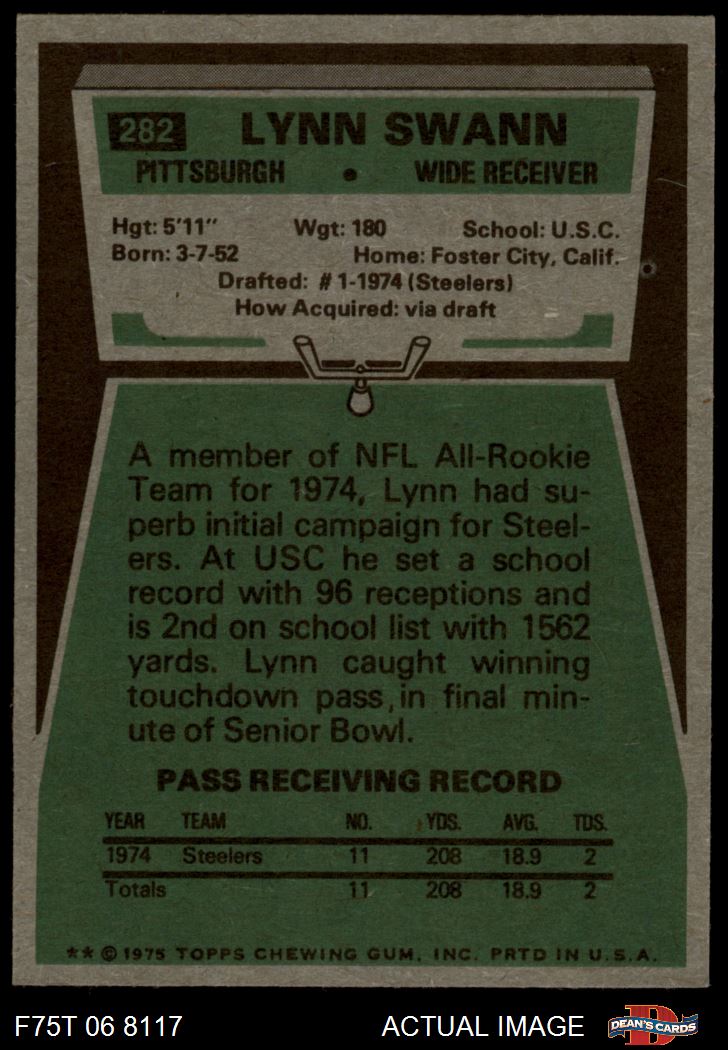 282 LYNN SWANN
PITTSBURGH • WIDE RECEIVER
Hgt: 5'11" Wgt: 180 School: U.S.C.
Born: 3-7-52 Home: Foster City, Calif.
Drafted: #1-1974 (Steelers)
How Acquired: via draft
A member of NFL All-Rookie
Team for 1974, Lynn had su-
perb initial campaign for Steel-
ers. At USC he set a school
record with 96 receptions and
is 2nd on school list with 1562
yards. Lynn caught winning
touchdown pass, in final min-
ute of Senior Bowl.
PASS RECEIVING RECORD
YEAR TEAM NO. YDS. AVG. TDS.
1974 Steelers 11 208 18.9 2
Totals 11 208 18.9 2
** © 1975 TOPPS CHEWING GUM, INC. PRTD IN U.S.A.
F75T 06 8117 ACTUAL IMAGE D DEAN'S CARDS